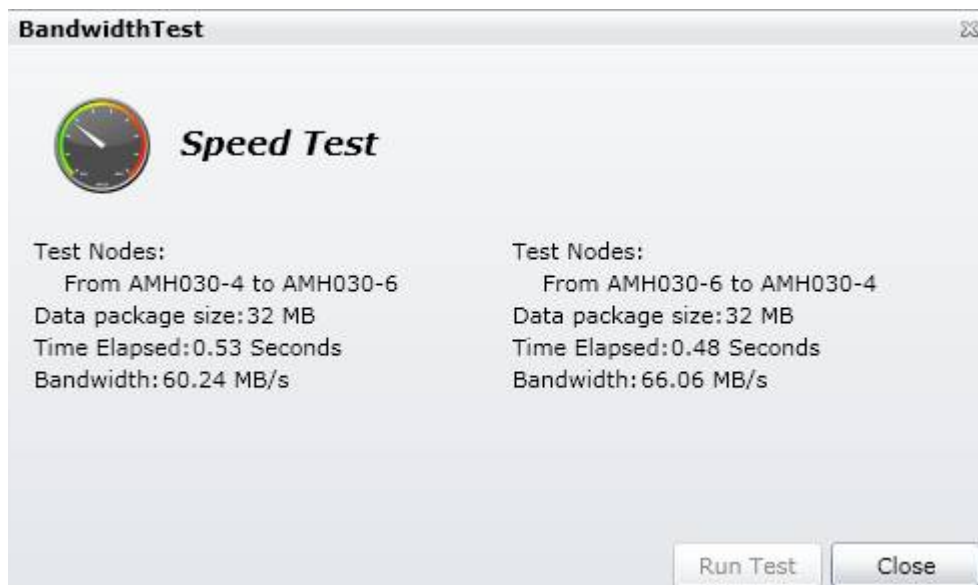 BandwidthTest
Speed Test
Test Nodes:
From AMH030-4 to AMH030-6
Data package size:32 MB
Time Elapsed:0.53 Seconds
Bandwidth:60.24 MB/s
Test Nodes:
From AMH030-6 to AMH030-4
Data package size:32 MB
Time Elapsed:0.48 Seconds
Bandwidth:66.06 MB/s
Run Test
Close